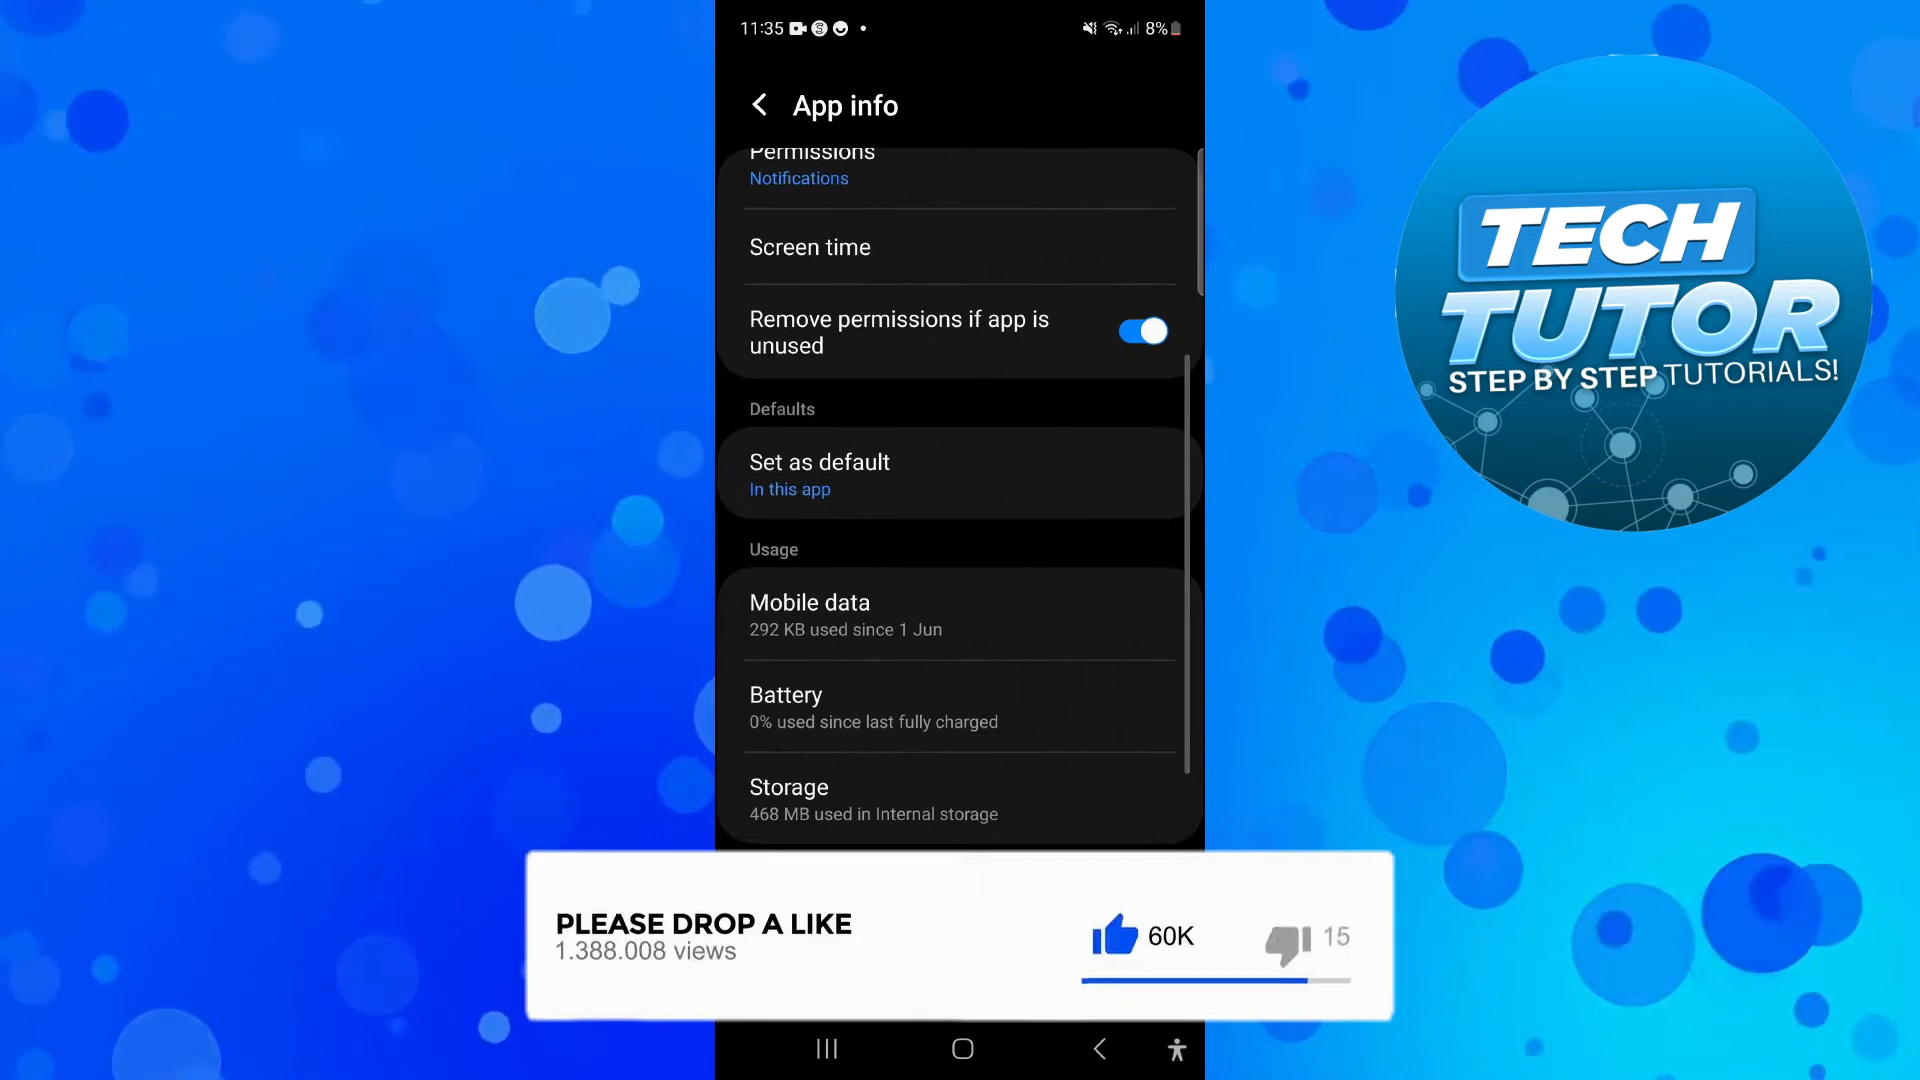 11:35
8%
App info
Permissions
Notifications
Screen time
Remove permissions if app is
unused
Defaults
Set as default
In this app
Usage
Mobile data
292 KB used since 1 Jun
Battery
0% used since last fully charged
Storage
468 MB used in Internal storage
PLEASE DROP A LIKE
1.388.008 views
60K
15
TECH
TUTOR
STEP BY STEP TUTORIALS!